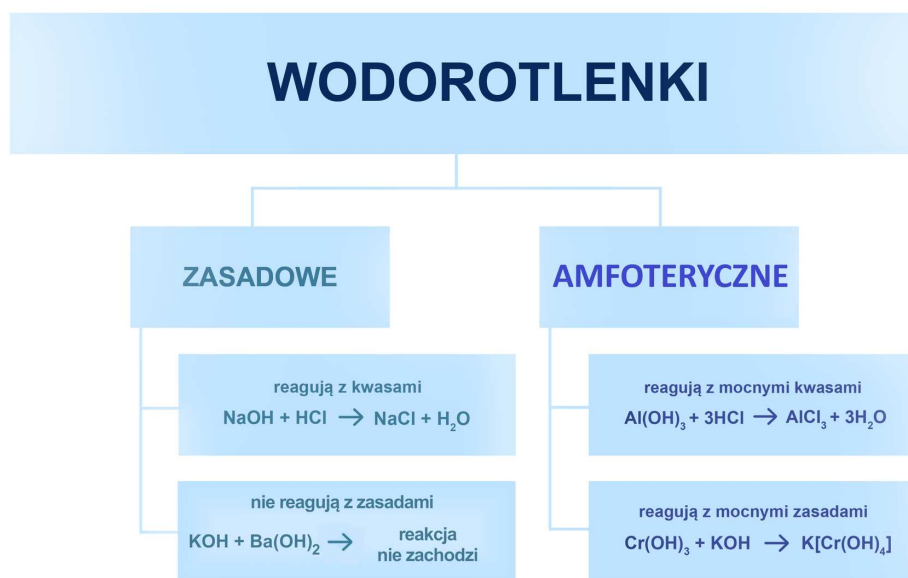 WODOROTLENKI
ZASADOWE
reagują z kwasami
NaOH + HCl → NaCl + H₂O
nie reagują z zasadami
KOH + Ba(OH)₂ → reakcja
nie zachodzi
AMFOTERYCZNE
reagują z mocnymi kwasami
Al(OH)₃ + 3HCl → AlCl₃ + 3H₂O
reagują z mocnymi zasadami
Cr(OH)₃ + KOH → K[Cr(OH)₄]